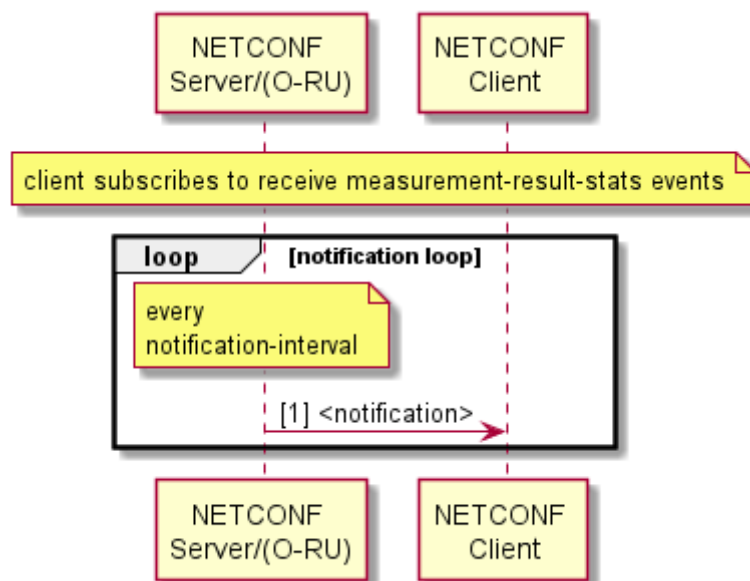 NETCONF
Server/(O-RU)
NETCONF
Client
client subscribes to receive measurement-result-stats events
loop
[notification loop]
every
notification-interval
[1] <notification>
NETCONF
Server/(O-RU)
NETCONF
Client